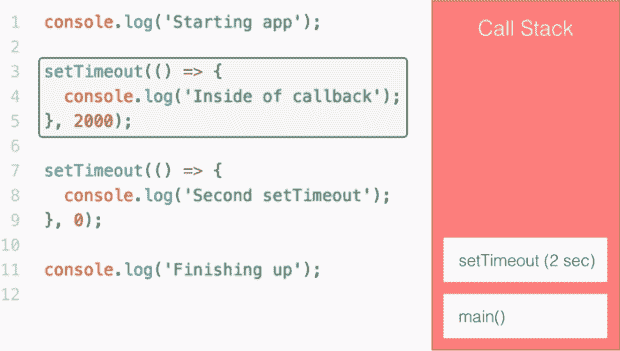 1 console.log('Starting app');
2
3 setTimeout(() => {
4   console.log('Inside of callback');
5 }, 2000);
6
7 setTimeout(() => {
8   console.log('Second setTimeout');
9 }, 0);
10
11 console.log('Finishing up');
12
Call Stack
setTimeout (2 sec)
main()